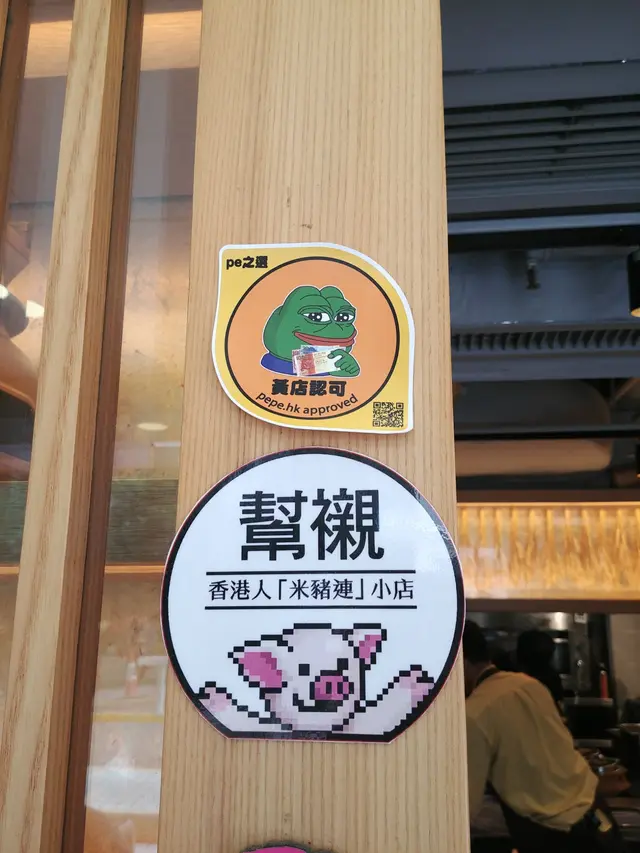 pe之選
黃店認可
pepe.hk approved
幫襯
香港人「米豬連」小店